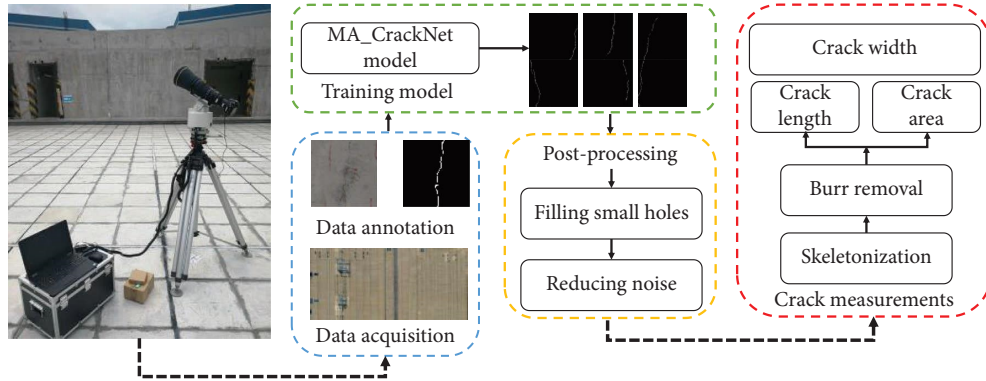 MA_CrackNet
model
Training model
Data annotation
Data acquisition
Post-processing
Filling small holes
Reducing noise
Crack width
Crack
length
Crack
area
Burr removal
Skeletonization
Crack measurements